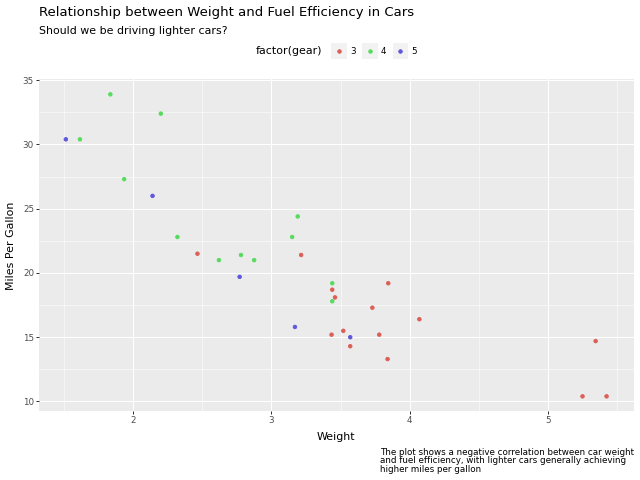 Relationship between Weight and Fuel Efficiency in Cars
Should we be driving lighter cars?
factor(gear) 3 4 5
35
30
25
20
15
10
Miles Per Gallon
2 3 4 5
Weight
The plot shows a negative correlation between car weight
and fuel efficiency, with lighter cars generally achieving
higher miles per gallon